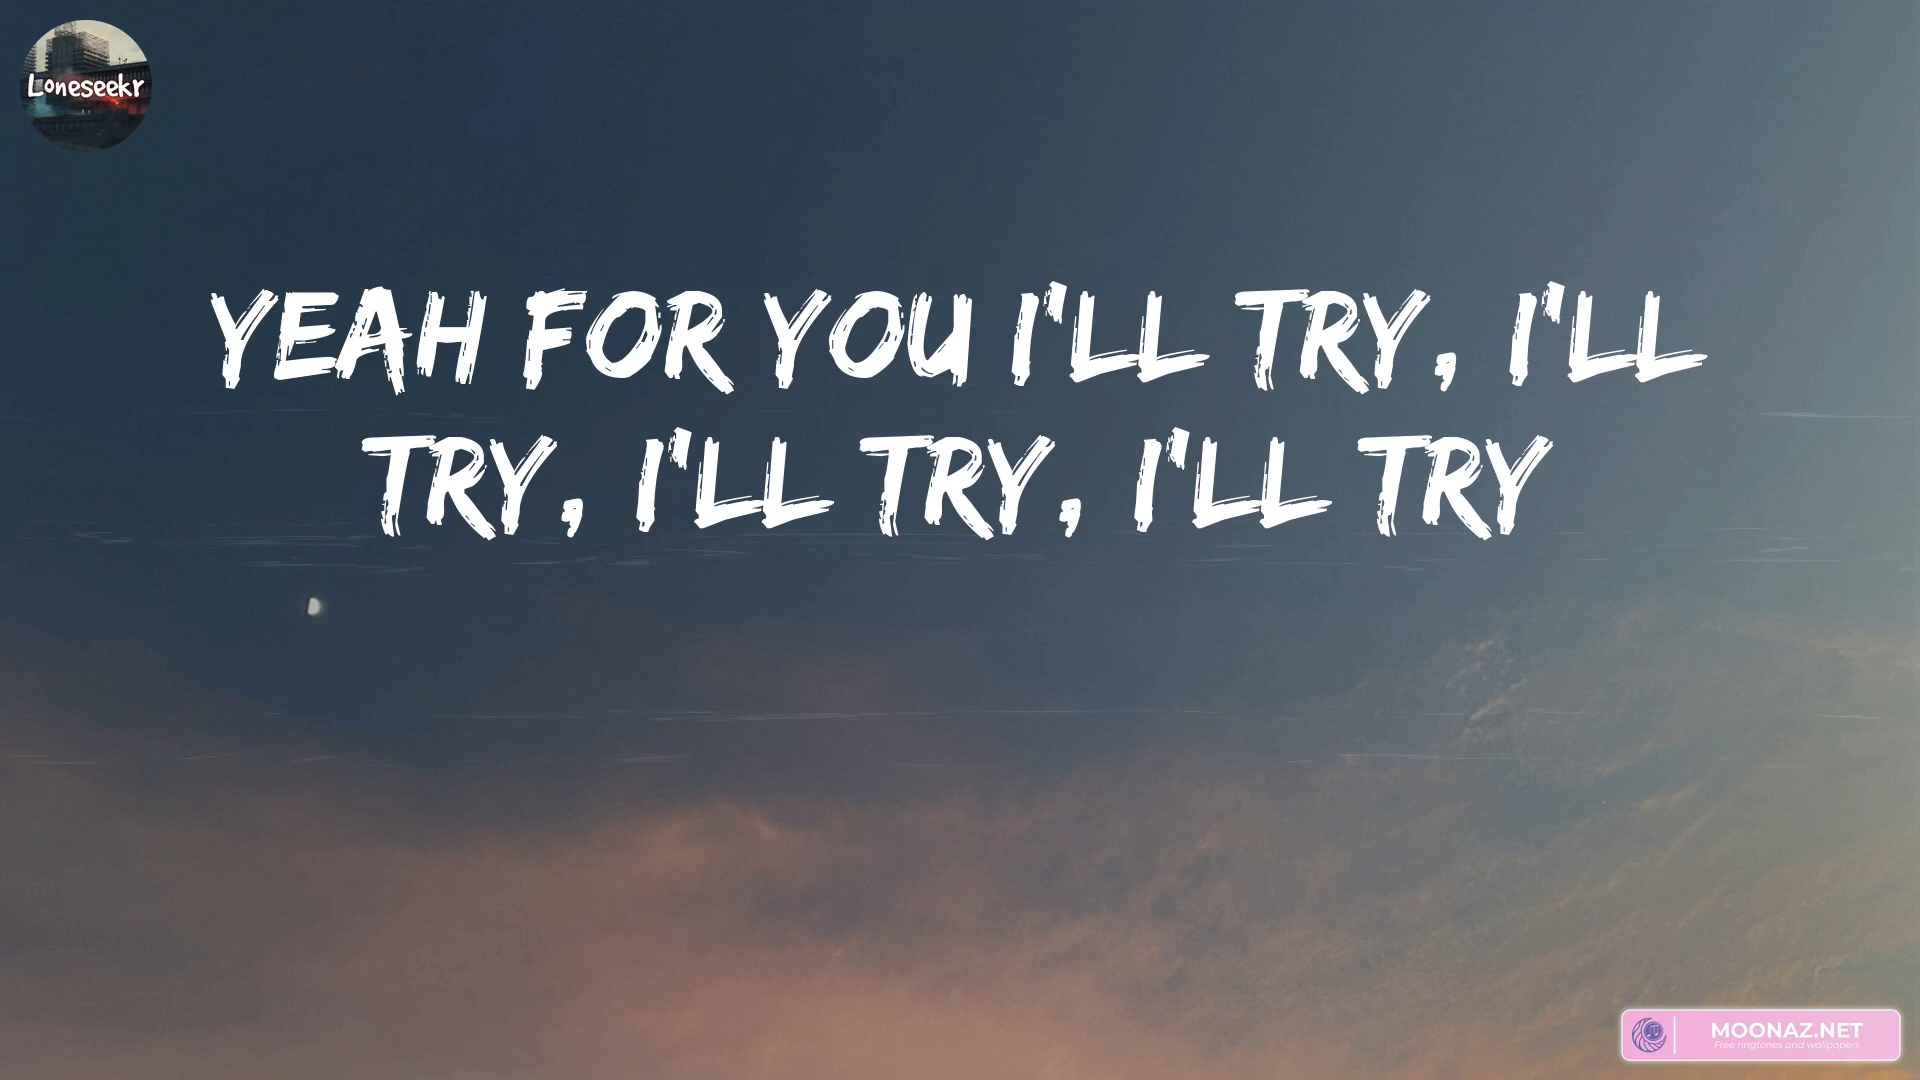 Loneseekr
YEAH FOR YOU I'LL TRY, I'LL
TRY, I'LL TRY, I'LL TRY
MOONAZ.NET
Free ringtones and wallpapers